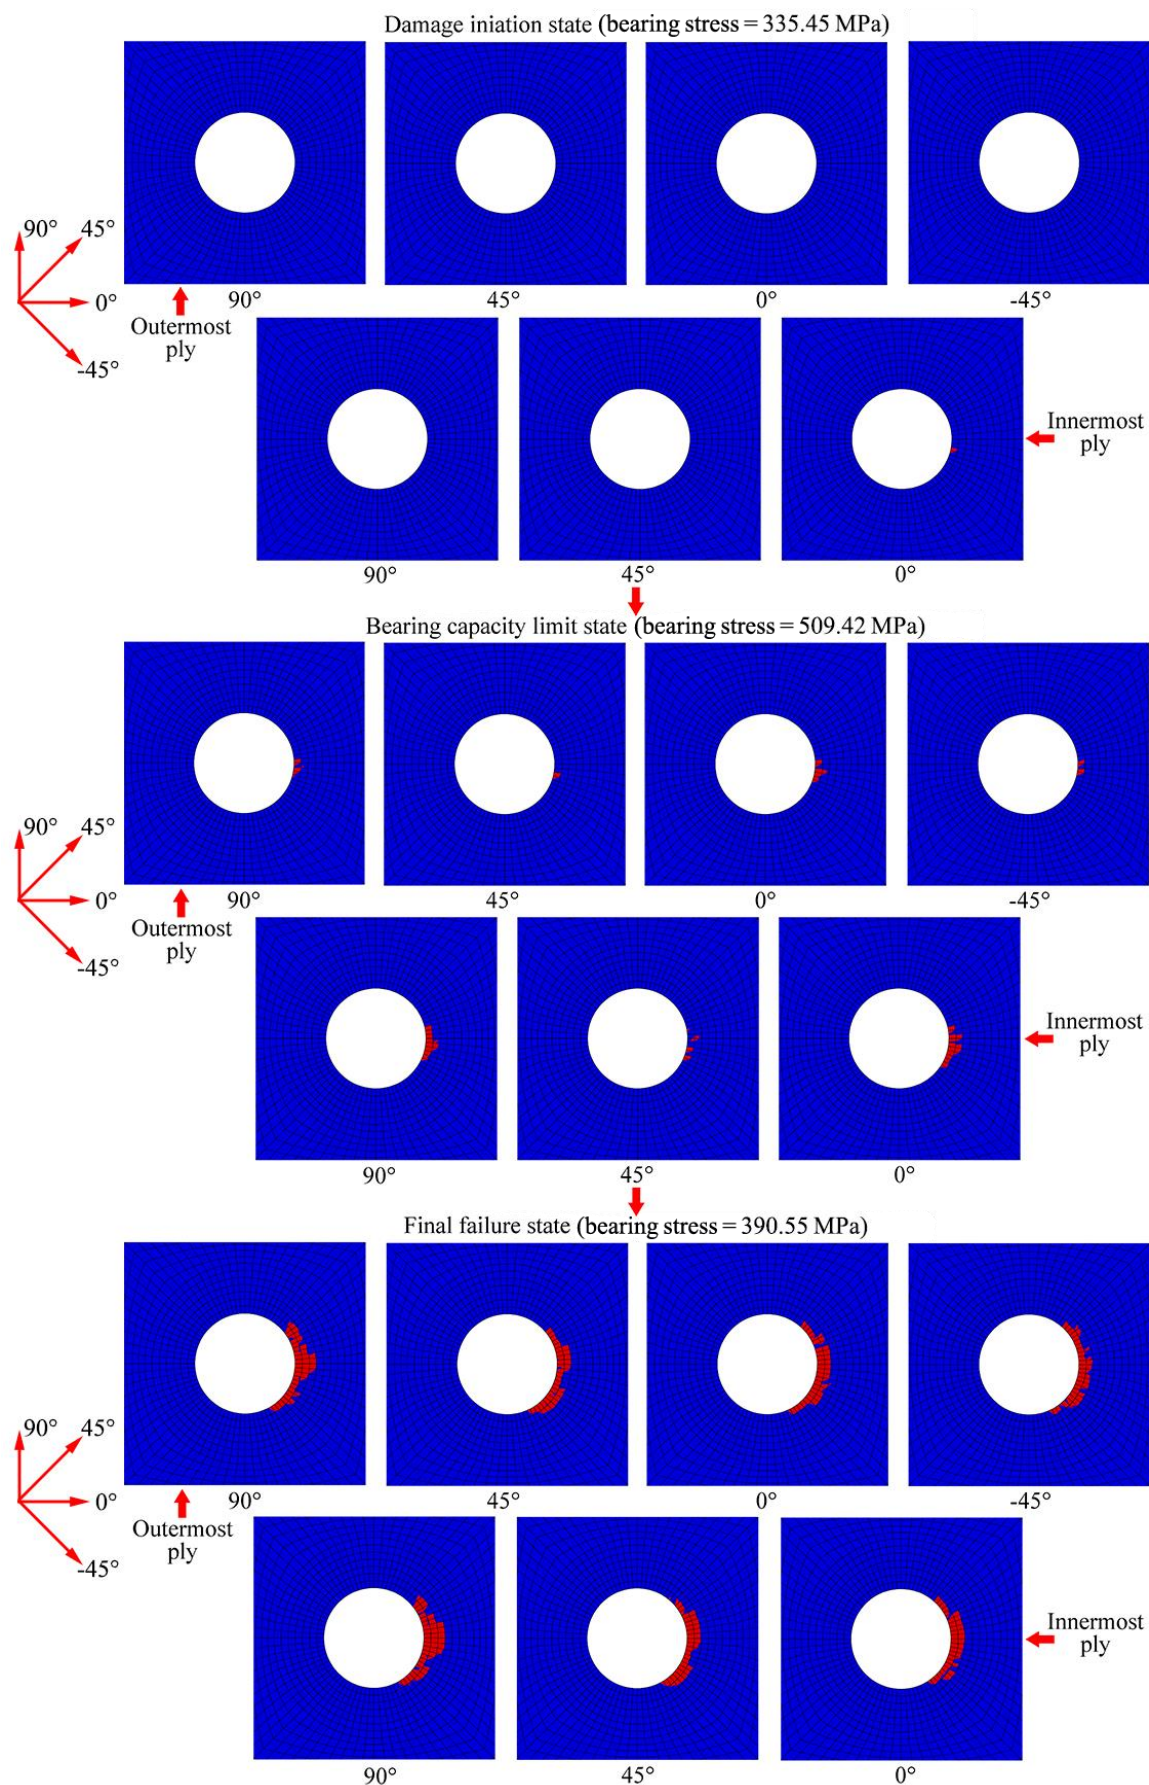 Damage iniation state (bearing stress = 335.45 MPa)
90° 45°
0°
-45°
90° 45° 0° -45°
Outermost
ply
Innermost
ply
90° 45° 0°
Bearing capacity limit state (bearing stress = 509.42 MPa)
90° 45°
0°
-45°
90° 45° 0° -45°
Outermost
ply
Innermost
ply
90° 45° 0°
Final failure state (bearing stress = 390.55 MPa)
90° 45°
0°
-45°
90° 45° 0° -45°
Outermost
ply
Innermost
ply
90° 45° 0°